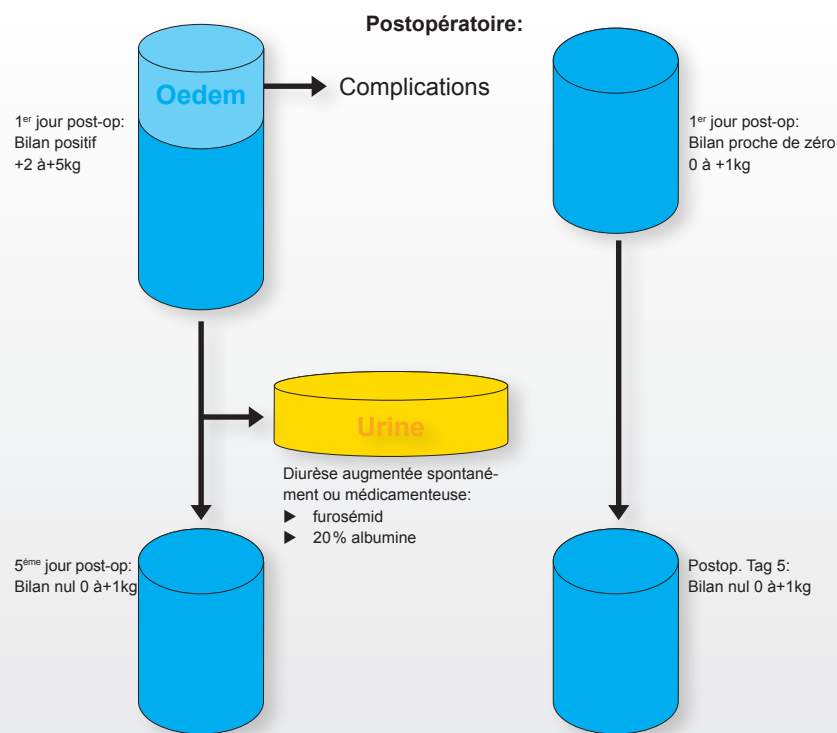 Postopératoire:
Oedem
Complications
1er jour post-op:
Bilan positif
+2 à+5kg
1er jour post-op:
Bilan proche de zéro
0 à +1kg
Urine
Diurèse augmentée spontané-
ment ou médicamenteuse:
▶ furosémid
▶ 20% albumine
5éme jour post-op:
Bilan nul 0 à+1kg
Postop. Tag 5:
Bilan nul 0 à+1kg